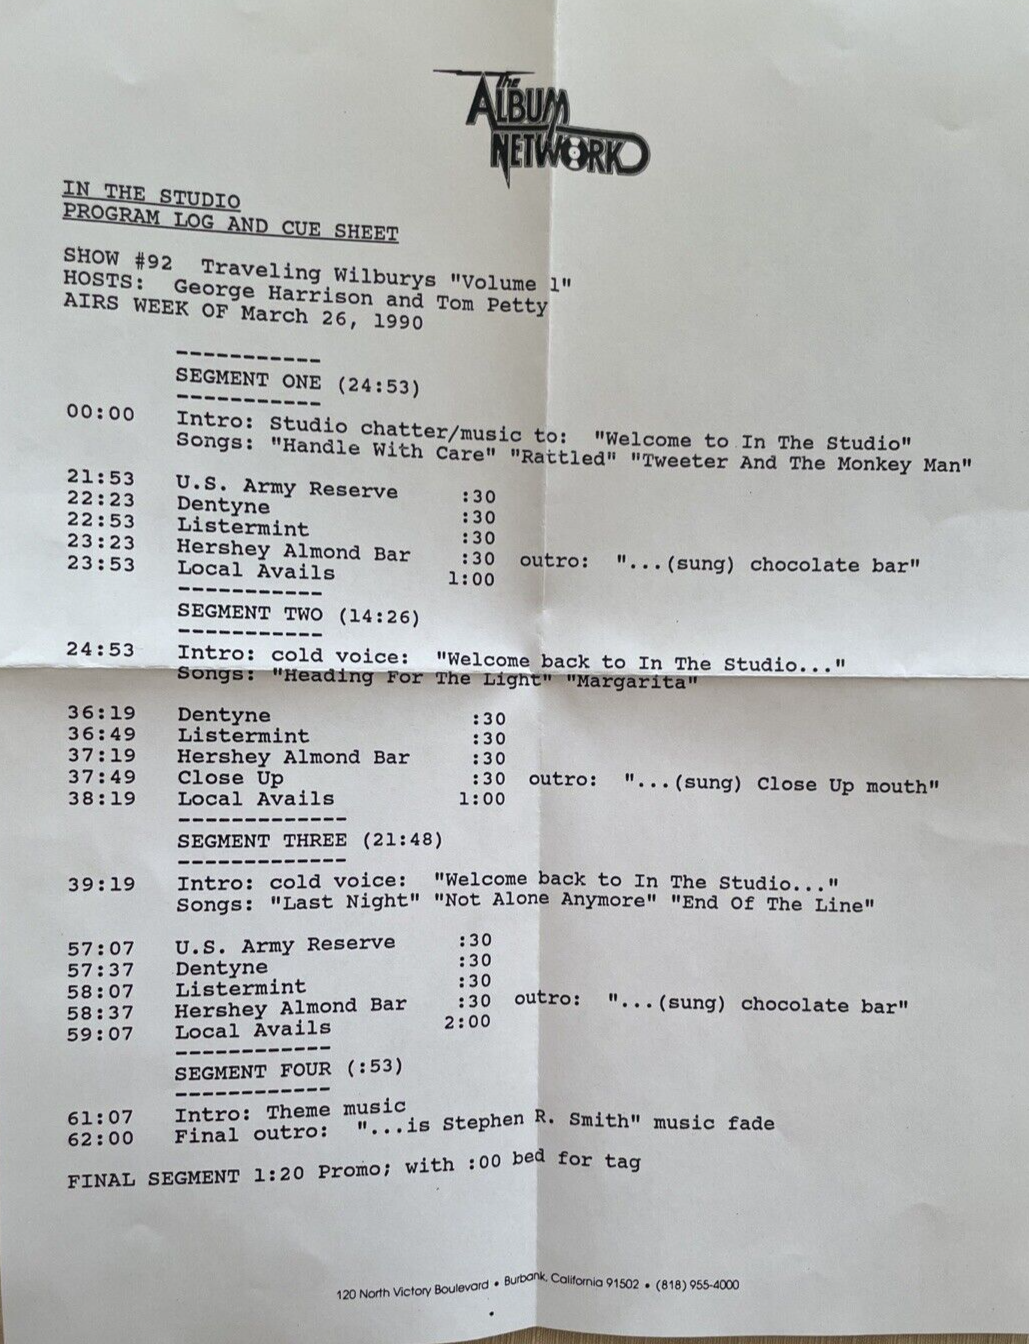 The
ALBUM
NETWORK
IN THE STUDIO
PROGRAM LOG AND CUE SHEET
SHOW #92  Traveling Wilburys "Volume 1"
HOSTS:  George Harrison and Tom Petty
AIRS WEEK OF March 26, 1990
-----------
SEGMENT ONE (24:53)
-----------
00:00 Intro: Studio chatter/music to:  "Welcome to In The Studio"
Songs: "Handle With Care" "Rattled" "Tweeter And The Monkey Man"
21:53 U.S. Army Reserve :30
22:23 Dentyne :30
22:53 Listermint :30
23:23 Hershey Almond Bar :30 outro:  "...(sung) chocolate bar"
23:53 Local Avails 1:00
-----------
SEGMENT TWO (14:26)
-----------
24:53 Intro: cold voice:  "Welcome back to In The Studio..."
Songs: "Heading For The Light" "Margarita"
36:19 Dentyne :30
36:49 Listermint :30
37:19 Hershey Almond Bar :30
37:49 Close Up :30 outro:  "...(sung) Close Up mouth"
38:19 Local Avails 1:00
-------------
SEGMENT THREE (21:48)
-------------
39:19 Intro: cold voice:  "Welcome back to In The Studio..."
Songs: "Last Night" "Not Alone Anymore" "End Of The Line"
57:07 U.S. Army Reserve :30
57:37 Dentyne :30
58:07 Listermint :30
58:37 Hershey Almond Bar :30 outro:  "...(sung) chocolate bar"
59:07 Local Avails 2:00
------------
SEGMENT FOUR (:53)
------------
61:07 Intro: Theme music
62:00 Final outro:  "...is Stephen R. Smith" music fade
FINAL SEGMENT 1:20 Promo; with :00 bed for tag
120 North Victory Boulevard • Burbank, California 91502 • (818) 955-4000